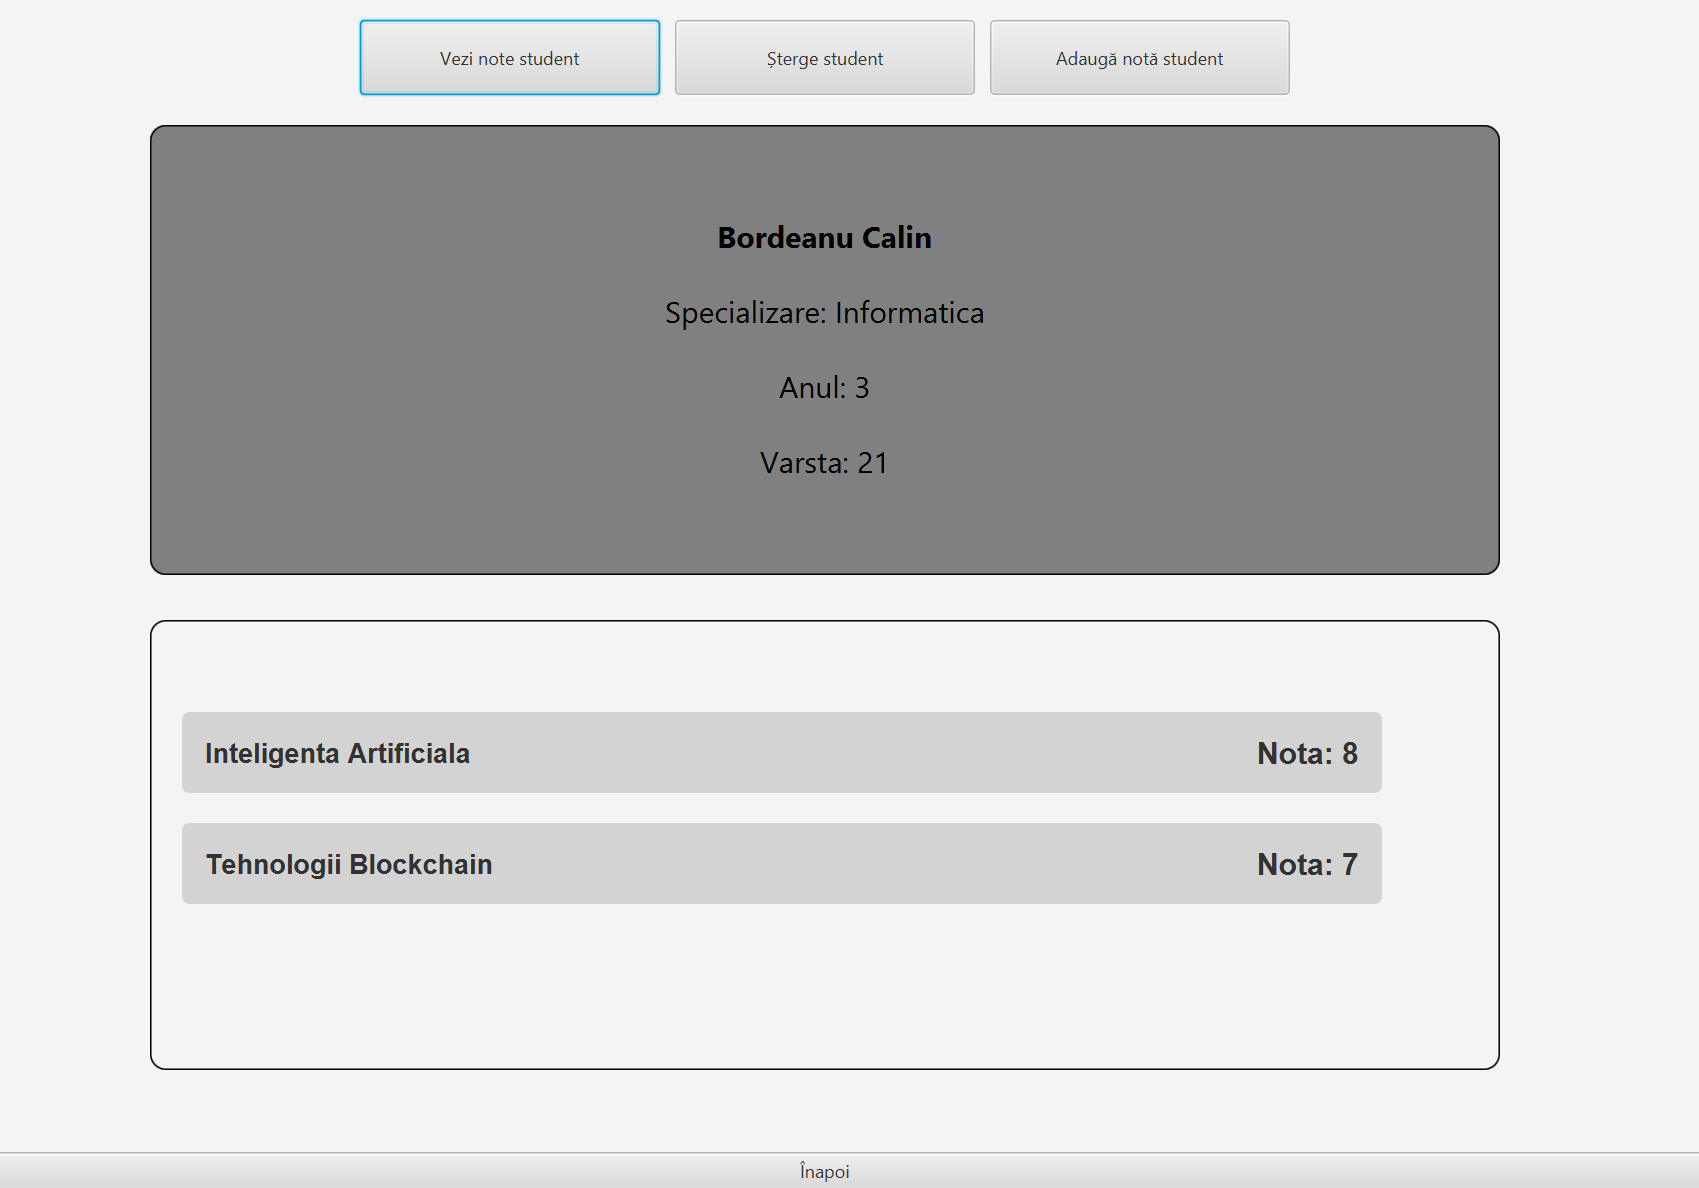 Vezi note student
Șterge student
Adaugă notă student
Bordeanu Calin
Specializare: Informatica
Anul: 3
Varsta: 21
Inteligenta Artificiala Nota: 8
Tehnologii Blockchain Nota: 7
Înapoi